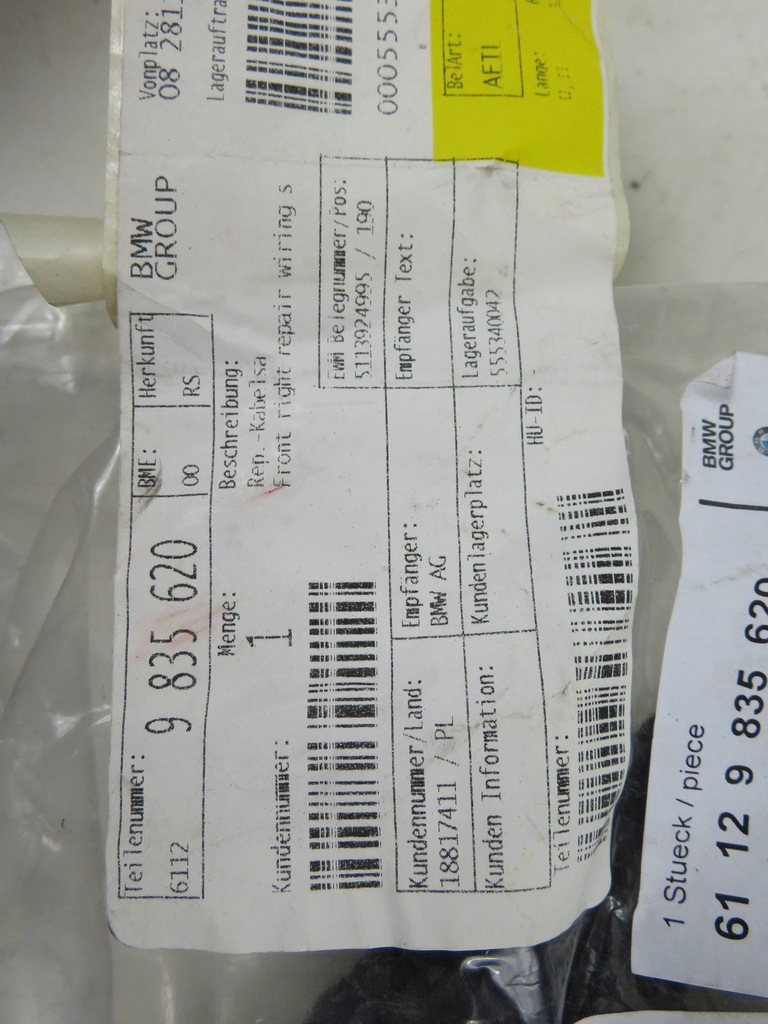 Vonplatz:
08 281
Lagerauftra
000555
BelArt:
AFTI
Lange:
BMW
GROUP
Teilenummer:
6112
9 835 620
BME:
00
Herkunft
RS
Menge:
1
Beschreibung:
Rep.-Kabelsa
Front right repair wiring s
Kundennummer:
EWM Belegnummer/Pos:
5113924995 / 190
Kundennummer/Land:
18817411 / PL
Empfänger:
BMW AG
Empfänger Text:
Kunden Information:
Kundenlagerplatz:
Lageraufgabe:
555340042
Teilenummer:
HU-ID: -
BMW
GROUP
1 Stueck / piece
61 12 9 835 620